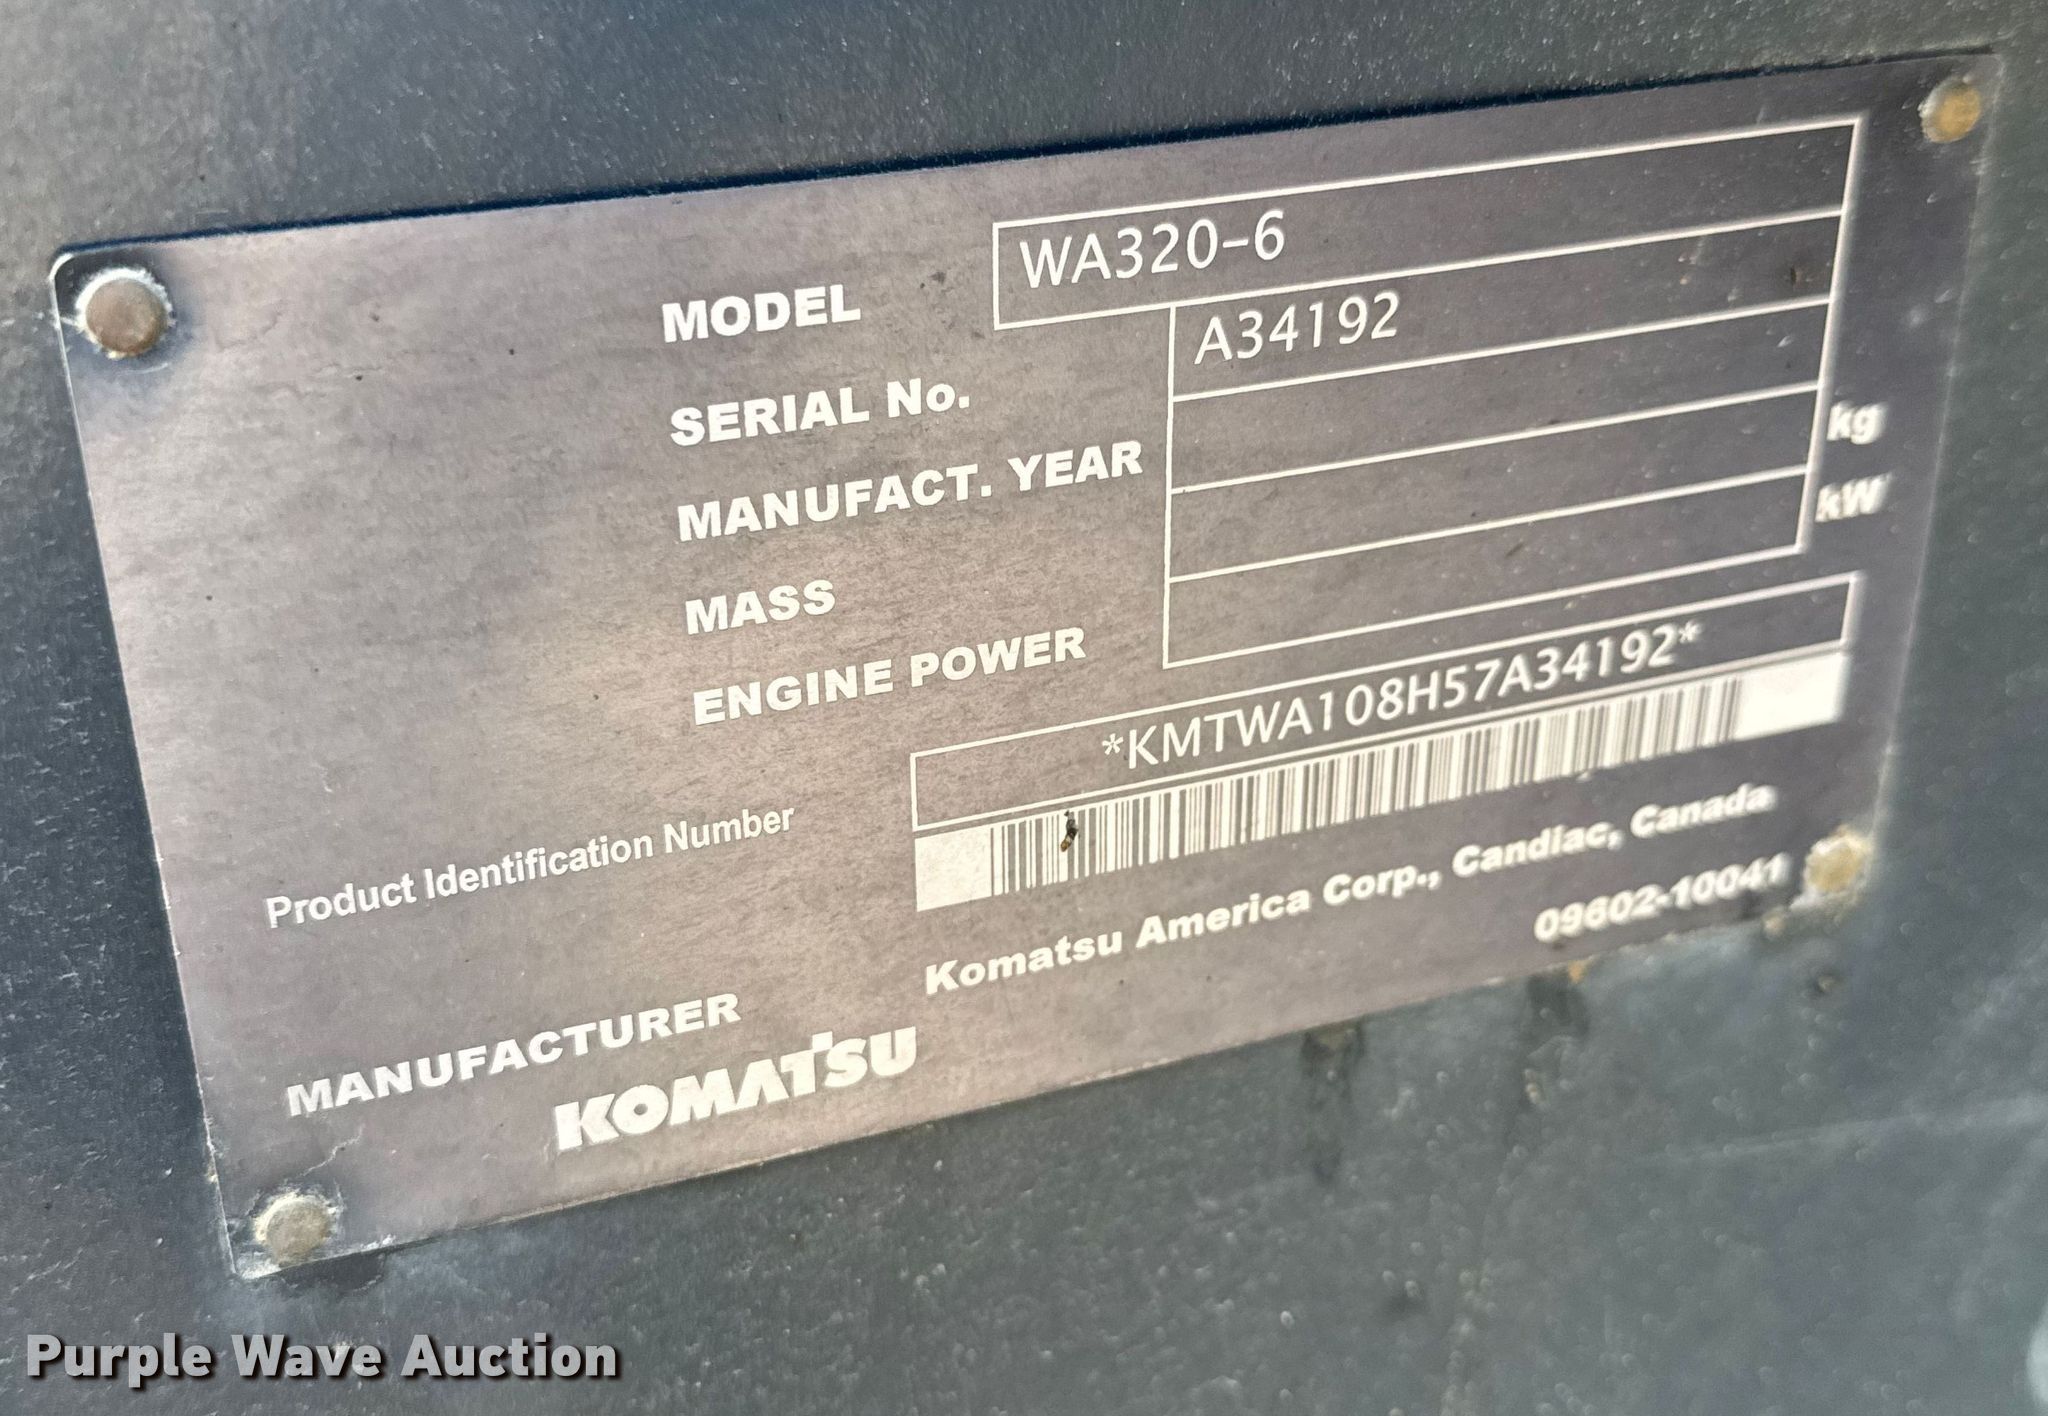 MODEL WA320-6
SERIAL No. A34192
MANUFACT. YEAR
MASS kg
ENGINE POWER kW
Product Identification Number *KMTWA108H57A34192*
MANUFACTURER Komatsu America Corp., Candiac, Canada
KOMATSU 09602-10041
Purple Wave Auction